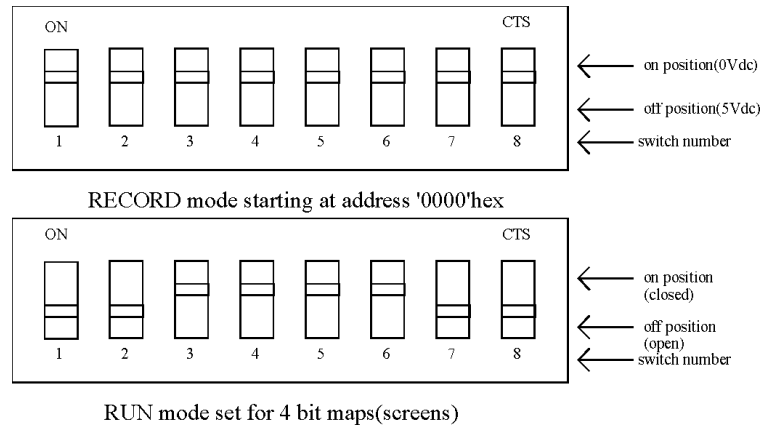 ON CTS
on position(0Vdc)
off position(5Vdc)
1 2 3 4 5 6 7 8 switch number
RECORD mode starting at address '0000'hex
ON CTS
on position
(closed)
off position
(open)
1 2 3 4 5 6 7 8 switch number
RUN mode set for 4 bit maps(screens)